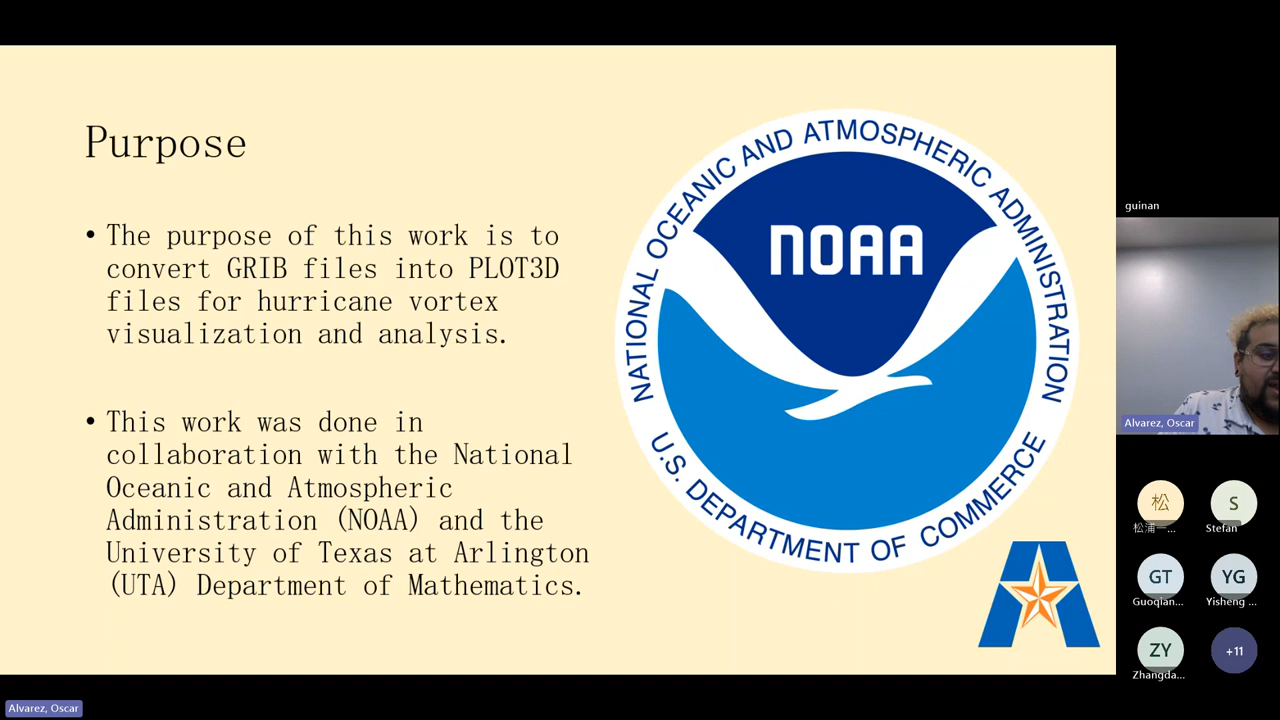 Purpose
• The purpose of this work is to
convert GRIB files into PLOT3D
files for hurricane vortex
visualization and analysis.
• This work was done in
collaboration with the National
Oceanic and Atmospheric
Administration (NOAA) and the
University of Texas at Arlington
(UTA) Department of Mathematics.
NATIONAL OCEANIC AND ATMOSPHERIC ADMINISTRATION
NOAA
U.S. DEPARTMENT OF COMMERCE
guinan
Alvarez, Oscar
松
S
松浦一...
Stefan
GT
YG
Guoqian...
Yisheng ...
ZY
+11
Zhangda...
Alvarez, Oscar